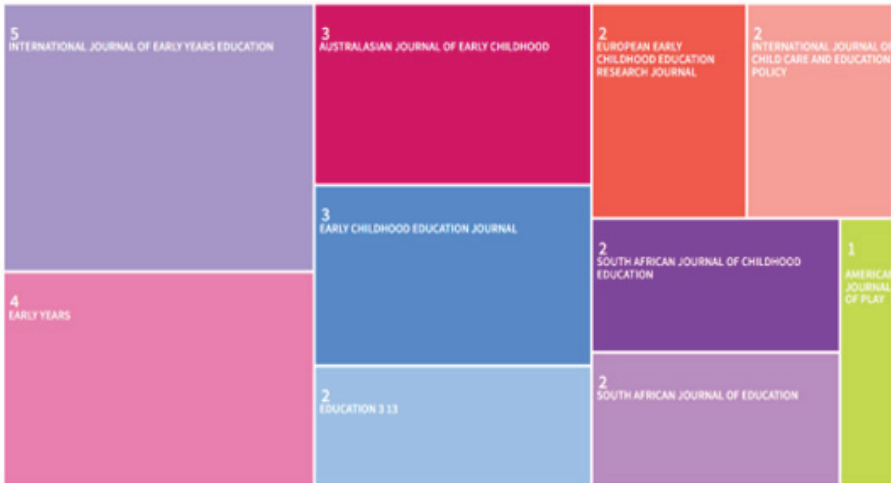 5
INTERNATIONAL JOURNAL OF EARLY YEARS EDUCATION
4
EARLY YEARS
3
AUSTRALASIAN JOURNAL OF EARLY CHILDHOOD
3
EARLY CHILDHOOD EDUCATION JOURNAL
2
EDUCATION 3 13
2
EUROPEAN EARLY
CHILDHOOD EDUCATION
RESEARCH JOURNAL
2
INTERNATIONAL JOURNAL OF
CHILD CARE AND EDUCATION
POLICY
2
SOUTH AFRICAN JOURNAL OF CHILDHOOD
EDUCATION
2
SOUTH AFRICAN JOURNAL OF EDUCATION
1
AMERICAN
JOURNAL
OF PLAY